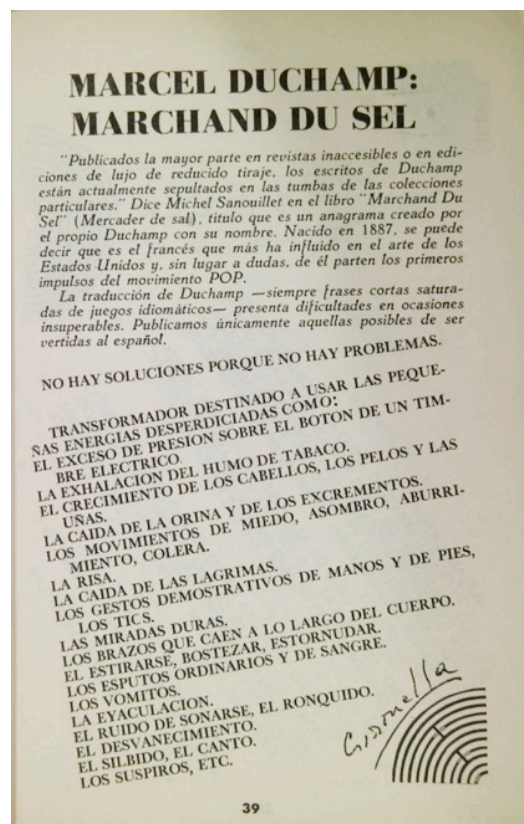 MARCEL DUCHAMP:
MARCHAND DU SEL
"Publicados la mayor parte en revistas inaccesibles o en edi-
ciones de lujo de reducido tiraje, los escritos de Duchamp
están actualmente sepultados en las tumbas de las colecciones
particulares." Dice Michel Sanouillet en el libro "Marchand Du
Sel" (Mercader de sal), título que es un anagrama creado por
el propio Duchamp con su nombre. Nacido en 1887, se puede
decir que es el francés que más ha influído en el arte de los
Estados Unidos y, sin lugar a dudas, de él parten los primeros
impulsos del movimiento POP.
La traducción de Duchamp —siempre frases cortas satura-
das de juegos idiomáticos— presenta dificultades en ocasiones
insuperables. Publicamos únicamente aquellas posibles de ser
vertidas al español.
NO HAY SOLUCIONES PORQUE NO HAY PROBLEMAS.
TRANSFORMADOR DESTINADO A USAR LAS PEQUE-
ÑAS ENERGIAS DESPERDICIADAS COMO:
EL EXCESO DE PRESION SOBRE EL BOTON DE UN TIM-
BRE ELECTRICO.
LA EXHALACION DEL HUMO DE TABACO.
EL CRECIMIENTO DE LOS CABELLOS, LOS PELOS Y LAS
UÑAS.
LA CAIDA DE LA ORINA Y DE LOS EXCREMENTOS.
LOS MOVIMIENTOS DE MIEDO, ASOMBRO, ABURRI-
MIENTO, COLERA.
LA RISA.
LA CAIDA DE LAS LAGRIMAS.
LOS GESTOS DEMOSTRATIVOS DE MANOS Y DE PIES,
LOS TICS.
LAS MIRADAS DURAS.
LOS BRAZOS QUE CAEN A LO LARGO DEL CUERPO.
EL ESTIRARSE, BOSTEZAR, ESTORNUDAR.
LOS ESPUTOS ORDINARIOS Y DE SANGRE.
LOS VOMITOS.
LA EYACULACION.
EL RUIDO DE SONARSE, EL RONQUIDO.
EL DESVANECIMIENTO.
EL SILBIDO, EL CANTO.
LOS SUSPIROS, ETC.
Gironella
39